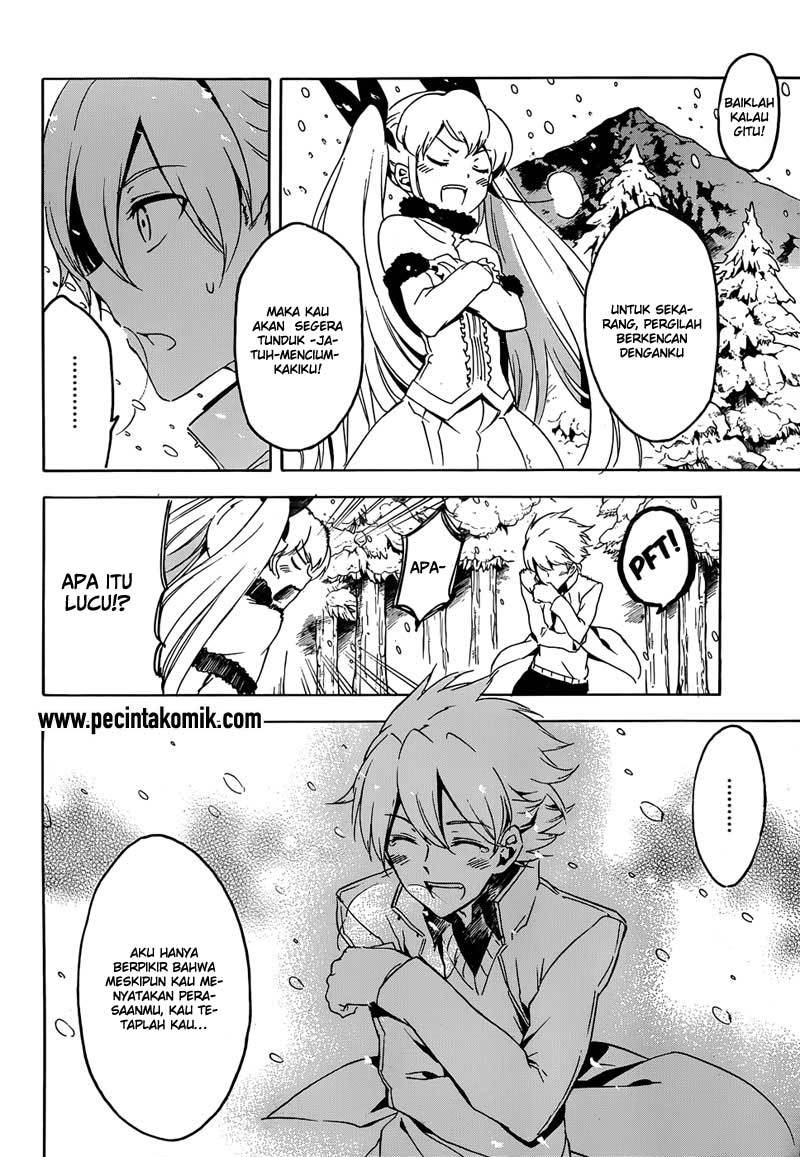 BAIKLAH
KALAU
GITU!
UNTUK SEKA-
RANG, PERGILAH
BERKENCAN
DENGANKU
MAKA KAU
AKAN SEGERA
TUNDUK -JA-
TUH-MENCIUM-
KAKIKU!
..........
PFT!
APA-
APA ITU
LUCU!?
www.pecintakomik.com
..........
AKU HANYA
BERPIKIR BAHWA
MESKIPUN KAU ME-
NYATAKAN PERA-
SAANMU, KAU TE-
TAPLAH KAU...